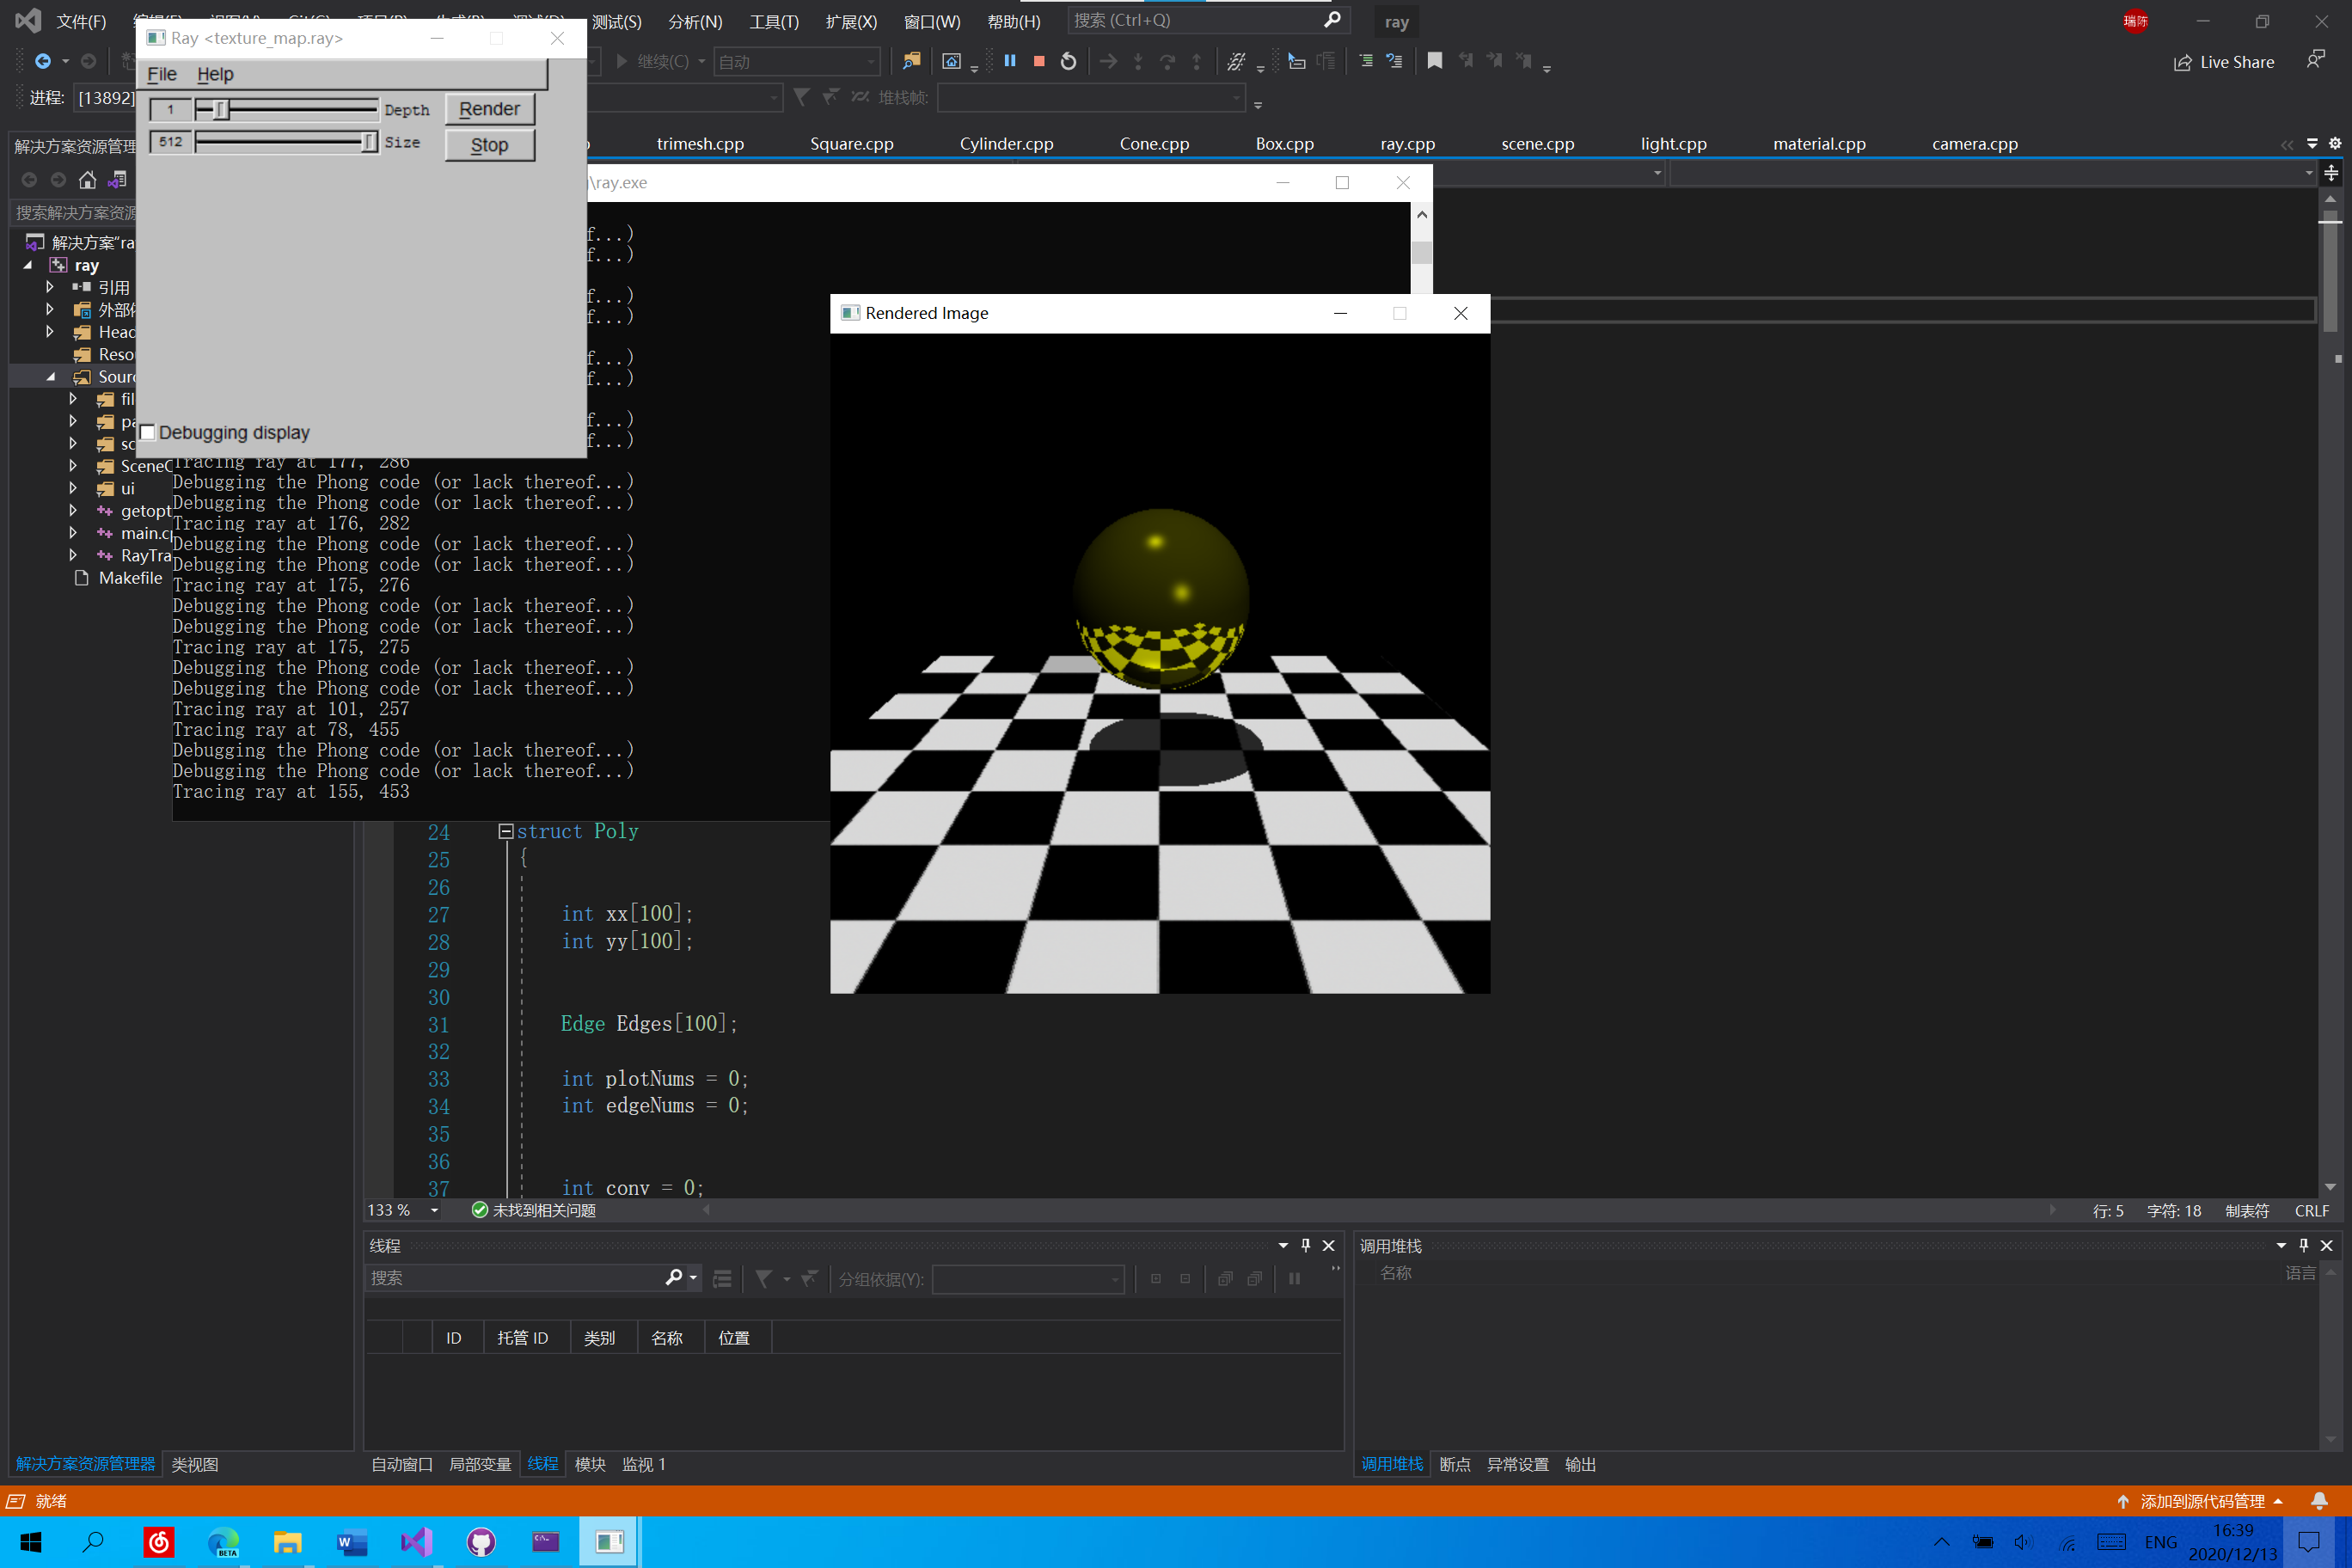 文件(F)
测试(S) 分析(N) 工具(T) 扩展(X) 窗口(W) 帮助(H) 搜索 (Ctrl+Q) ray 瑞陈
Ray <texture_map.ray>
File Help
1 Depth Render
512 Size Stop
Debugging display
继续(C) 自动
Live Share
进程: [13892]
堆栈帧:
解决方案资源管理
trimesh.cpp Square.cpp Cylinder.cpp Cone.cpp Box.cpp ray.cpp scene.cpp light.cpp material.cpp camera.cpp
搜索解决方案资源
解决方案"ra
ray
引用
外部依
Head
Reso
Sourc
fil
pa
sc
SceneO
ui
getopt
main.cp
RayTra
Makefile
\ray.exe
f...)
f...)
f...)
f...)
f...)
f...)
f...)
f...)
Tracing ray at 177, 286
Debugging the Phong code (or lack thereof...)
Debugging the Phong code (or lack thereof...)
Tracing ray at 176, 282
Debugging the Phong code (or lack thereof...)
Debugging the Phong code (or lack thereof...)
Tracing ray at 175, 276
Debugging the Phong code (or lack thereof...)
Debugging the Phong code (or lack thereof...)
Tracing ray at 175, 275
Debugging the Phong code (or lack thereof...)
Debugging the Phong code (or lack thereof...)
Tracing ray at 101, 257
Tracing ray at 78, 455
Debugging the Phong code (or lack thereof...)
Debugging the Phong code (or lack thereof...)
Tracing ray at 155, 453
Rendered Image
24 struct Poly
25 {
26
27 int xx[100];
28 int yy[100];
29
30
31 Edge Edges[100];
32
33 int plotNums = 0;
34 int edgeNums = 0;
35
36
37 int conv = 0;
133 % 未找到相关问题 行: 5 字符: 18 制表符 CRLF
线程
搜索 分组依据(Y):
ID 托管 ID 类别 名称 位置
调用堆栈
名称 语言
解决方案资源管理器 类视图
自动窗口 局部变量 线程 模块 监视 1
调用堆栈 断点 异常设置 输出
就绪
添加到源代码管理
BETA
ENG
16:39
2020/12/13